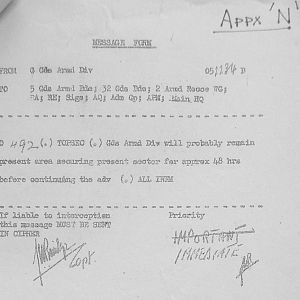 APPX 'N'
MESSAGE FORM
FROM G Gds Armd Div 051284 D
TO 5 Gds Armd Bde; 32 Gds Bde; 2 Armd Recce WG;
RA; RE; Sigs; AQ; Adm Gp; APM; Main HQ
O 492(.) TOPSEC (.) Gds Armd Div will probably remain
present area securing present sector for approx 48 hrs
before continuing the adv (.) ALL INFM
If liable to interception
this message MUST BE SENT
IN CIPHER
Priority
IMPORTANT
IMMEDIATE
Capt.